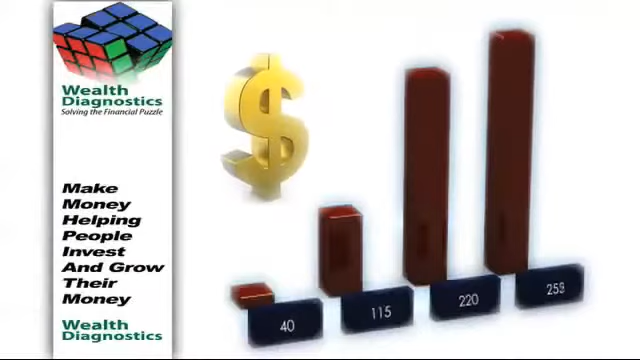 Wealth
Diagnostics
Solving the Financial Puzzle
Make
Money
Helping
People
Invest
And Grow
Their
Money
Wealth
Diagnostics
40
115
220
253